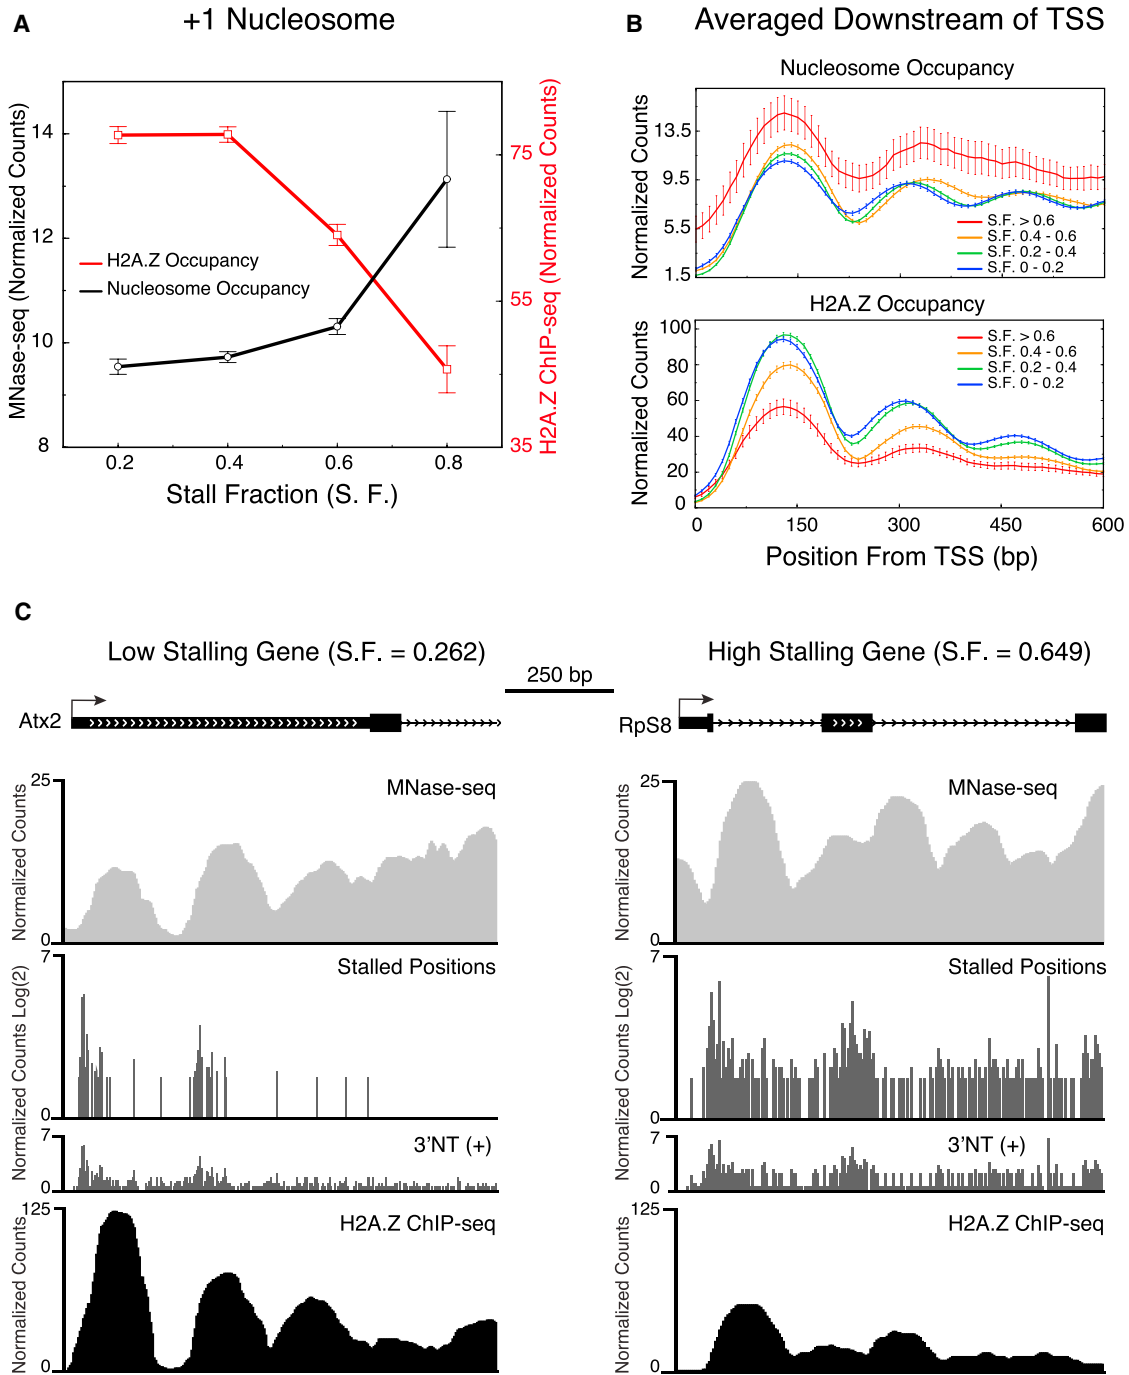 A
+1 Nucleosome
MNase-seq (Normalized Counts)
14
12
10
8
H2A.Z Occupancy
Nucleosome Occupancy
75
55
35
H2A.Z ChIP-seq (Normalized Counts)
0.2 0.4 0.6 0.8
Stall Fraction (S. F.)
B
Averaged Downstream of TSS
Nucleosome Occupancy
Normalized Counts
13.5
9.5
5.5
1.5
S.F. > 0.6
S.F. 0.4 - 0.6
S.F. 0.2 - 0.4
S.F. 0 - 0.2
H2A.Z Occupancy
Normalized Counts
100
80
60
40
20
0
S.F. > 0.6
S.F. 0.4 - 0.6
S.F. 0.2 - 0.4
S.F. 0 - 0.2
0 150 300 450 600
Position From TSS (bp)
C
Low Stalling Gene (S.F. = 0.262)
250 bp
High Stalling Gene (S.F. = 0.649)
Atx2
RpS8
25
MNase-seq
Normalized Counts
0
7
Stalled Positions
Normalized Counts Log(2)
0
7
3'NT (+)
0
125
H2A.Z ChIP-seq
Normalized Counts
0
25
MNase-seq
Normalized Counts
0
7
Stalled Positions
Normalized Counts Log(2)
0
7
3'NT (+)
0
125
H2A.Z ChIP-seq
Normalized Counts
0